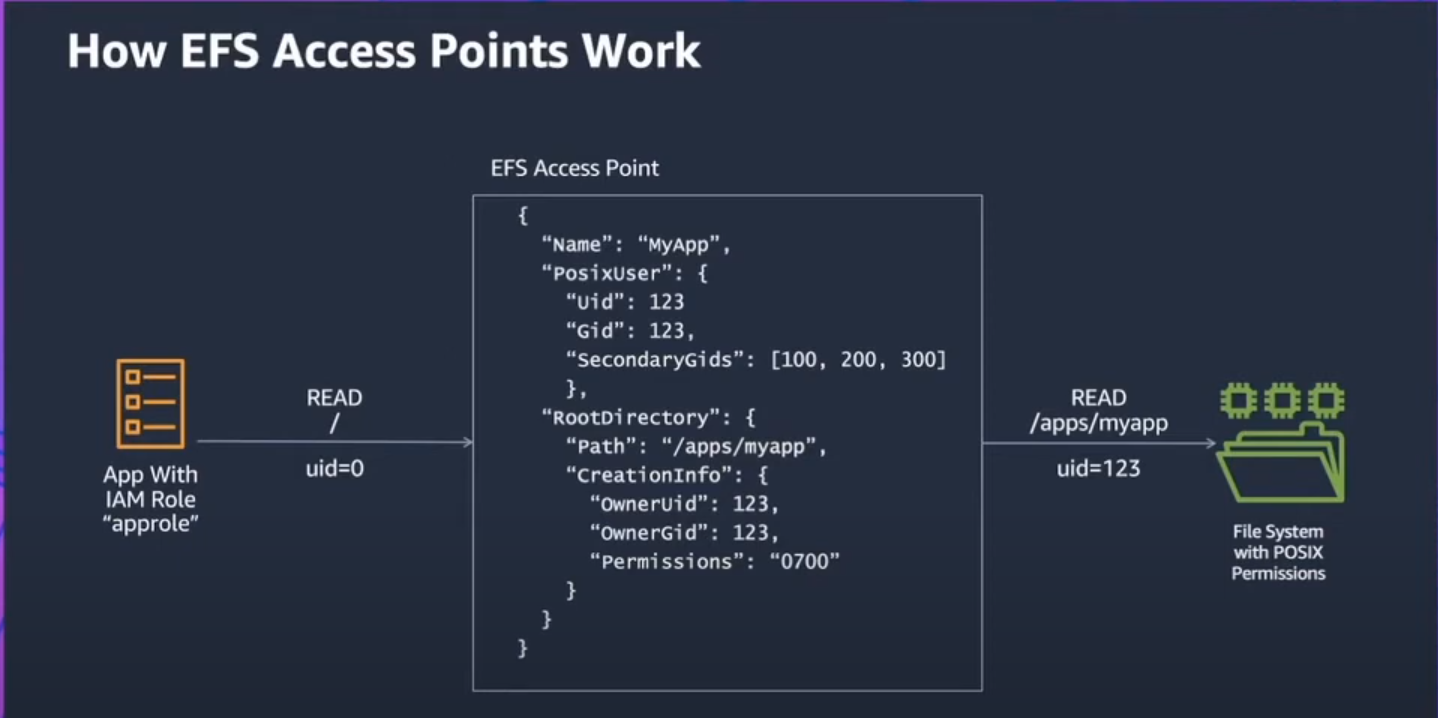 How EFS Access Points Work
EFS Access Point
{
“Name”: “MyApp”,
“PosixUser”: {
“Uid”: 123
“Gid”: 123,
“SecondaryGids”: [100, 200, 300]
},
“RootDirectory”: {
“Path”: “/apps/myapp”,
“CreationInfo”: {
“OwnerUid”: 123,
“OwnerGid”: 123,
“Permissions”: “0700”
}
}
}
App With
IAM Role
“approle”
READ
/
uid=0
READ
/apps/myapp
uid=123
File System
with POSIX
Permissions